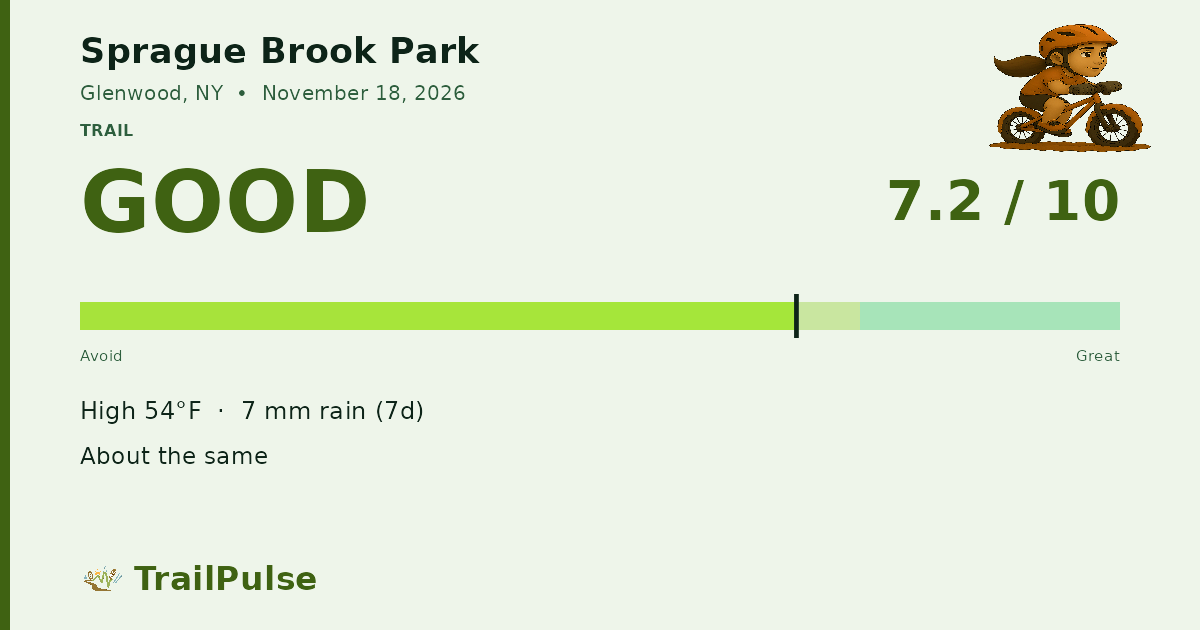 Sprague Brook Park
Glenwood, NY • November 18, 2026
TRAIL
GOOD
7.2 / 10
Avoid
Great
High 54°F · 7 mm rain (7d)
About the same
TrailPulse